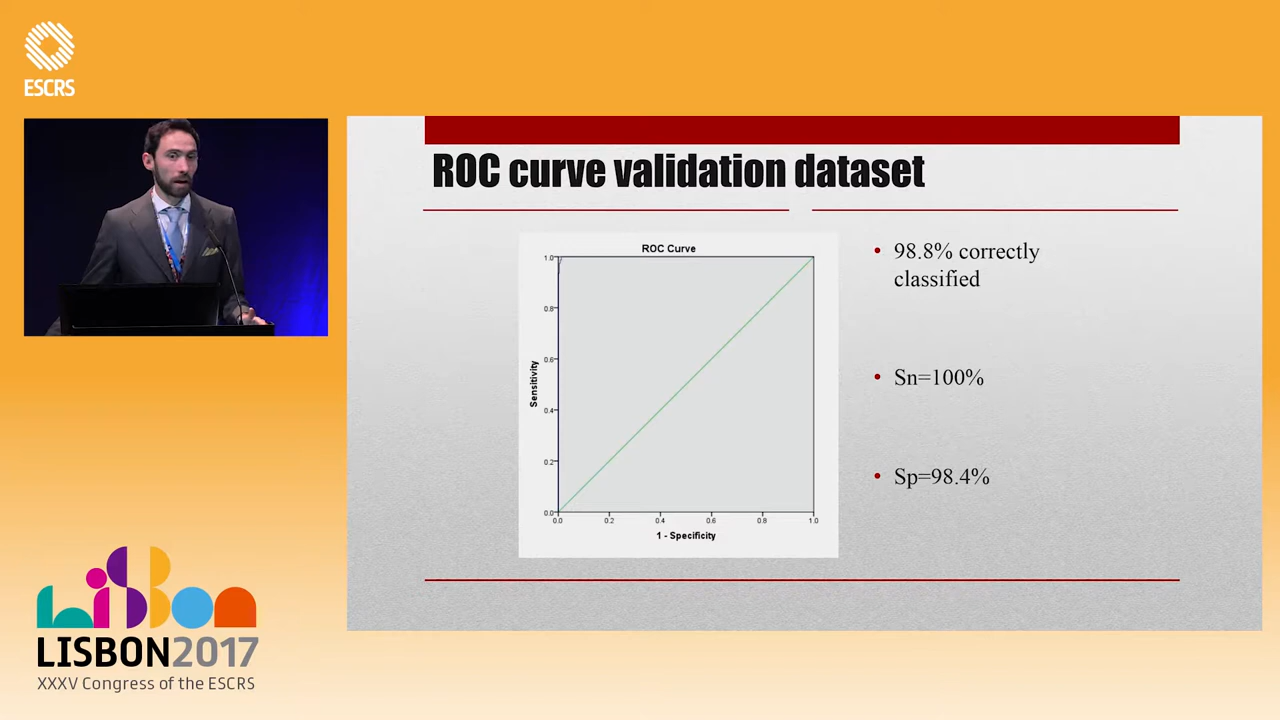 ESCRS
ROC curve validation dataset
ROC Curve
1.0
0.8
0.6
0.4
0.2
0.0
Sensitivity
0.0 0.2 0.4 0.6 0.8 1.0
1 - Specificity
• 98.8% correctly
classified
• Sn=100%
• Sp=98.4%
Lisbon
LISBON2017
XXXV Congress of the ESCRS